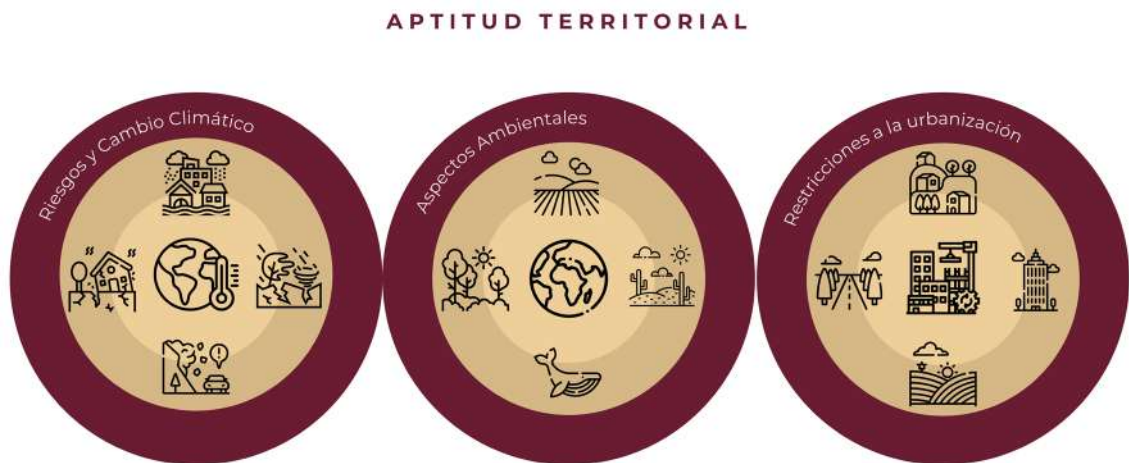 APTITUD TERRITORIAL
Riesgos y Cambio Climático
Aspectos Ambientales
Restricciones a la urbanización